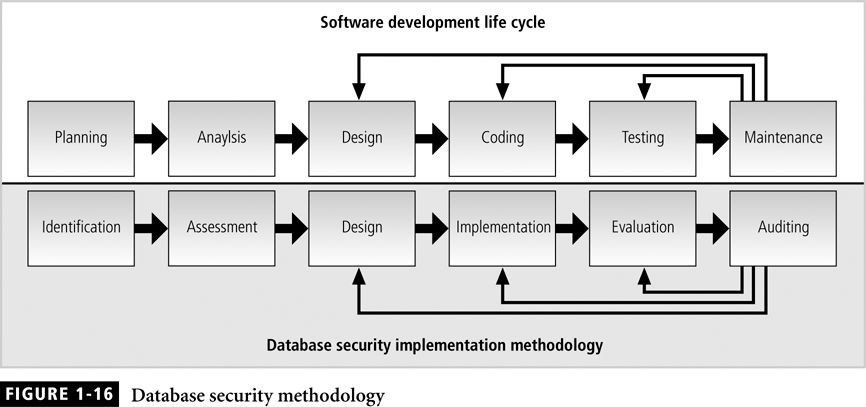 Software development life cycle
Planning
Anaylsis
Design
Coding
Testing
Maintenance
Identification
Assessment
Design
Implementation
Evaluation
Auditing
Database security implementation methodology
FIGURE 1-16 Database security methodology